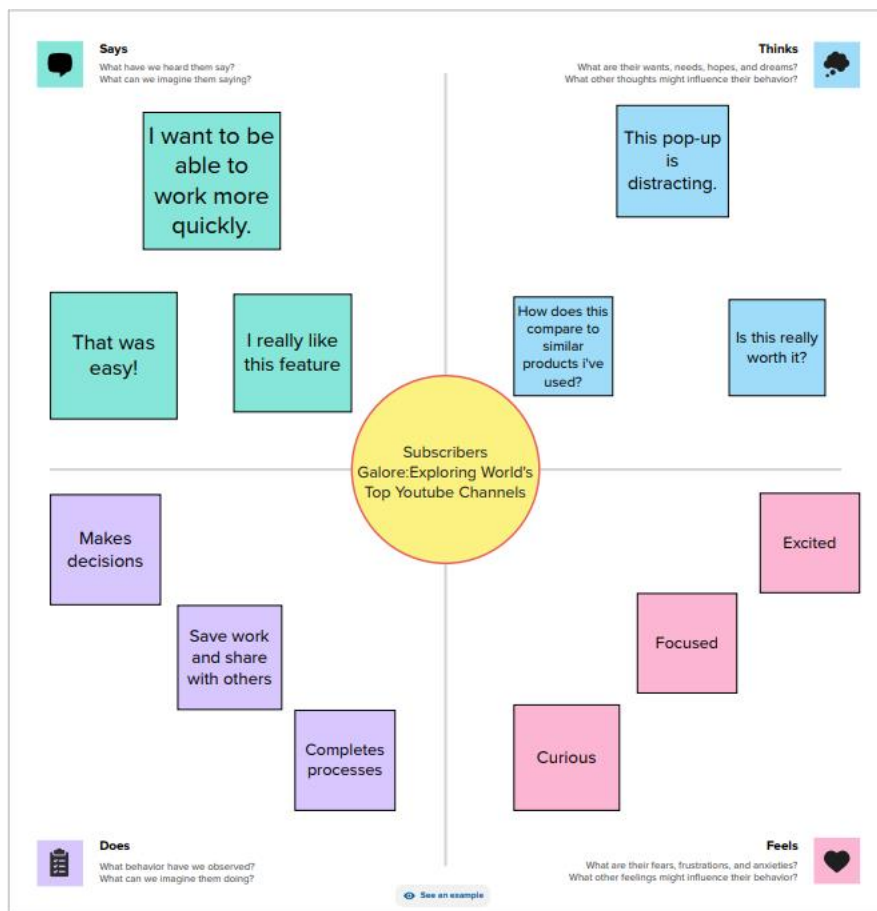 Says
What have we heard them say?
What can we imagine them saying?
I want to be
able to
work more
quickly.
That was
easy!
I really like
this feature
Thinks
What are their wants, needs, hopes, and dreams?
What other thoughts might influence their behavior?
This pop-up
is
distracting.
How does this
compare to
similar
products i've
used?
Is this really
worth it?
Subscribers
Galore:Exploring World's
Top Youtube Channels
Makes
decisions
Save work
and share
with others
Completes
processes
Does
What behavior have we observed?
What can we imagine them doing?
Excited
Focused
Curious
Feels
What are their fears, frustrations, and anxieties?
What other feelings might influence their behavior?
See an example